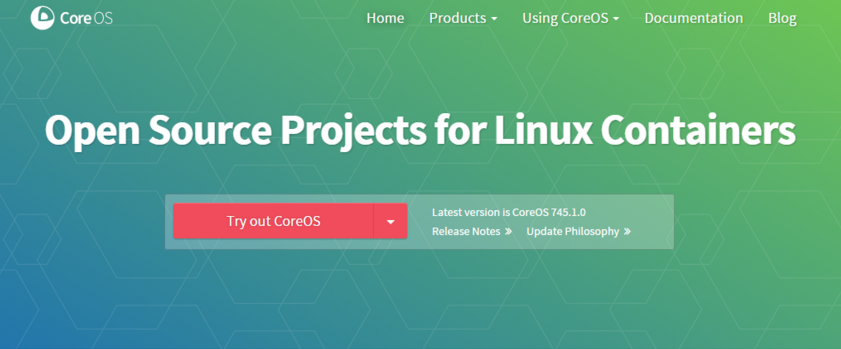 CoreOS Home Products Using CoreOS Documentation Blog
Open Source Projects for Linux Containers
Try out CoreOS
Latest version is CoreOS 745.1.0
Release Notes » Update Philosophy »